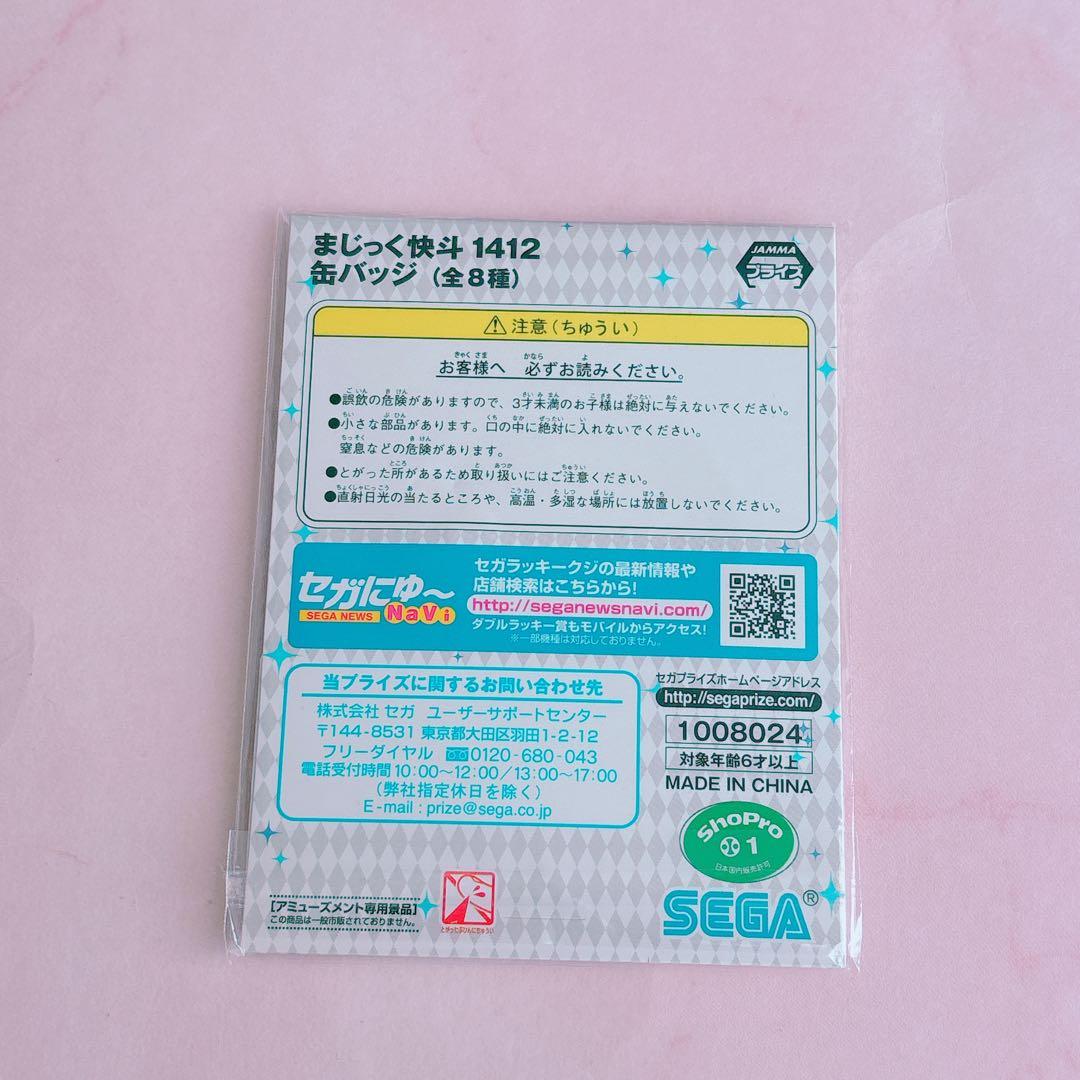 まじっく快斗 1412
缶バッジ（全8種）
JAMMA
プライズ
⚠注意（ちゅうい）
お客様へ 必ずお読みください。
●誤飲の危険がありますので、3才未満のお子様は絶対に与えないでください。
●小さな部品があります。口の中に絶対に入れないでください。
窒息などの危険があります。
●とがった所があるため取り扱いにはご注意ください。
●直射日光の当たるところや、高温・多湿な場所には放置しないでください。
セガにゅ〜
SEGA NEWS NaVi
セガラッキークジの最新情報や
店舗検索はこちらから!
http://seganewsnavi.com/
ダブルラッキー賞もモバイルからアクセス!
※一部機種は対応しておりません。
当プライズに関するお問い合わせ先
株式会社 セガ ユーザーサポートセンター
〒144-8531 東京都大田区羽田1-2-12
フリーダイヤル 0120-680-043
電話受付時間 10:00〜12:00／13:00〜17:00
（弊社指定休日を除く）
E-mail : prize@sega.co.jp
セガプライズホームページアドレス
http://segaprize.com/
1008024
対象年齢6才以上
MADE IN CHINA
ShoPro
1
日本国内販売許可
[アミューズメント専用景品]
この商品は一般市販されておりません。
とがったぶひんにちゅうい
SEGA®